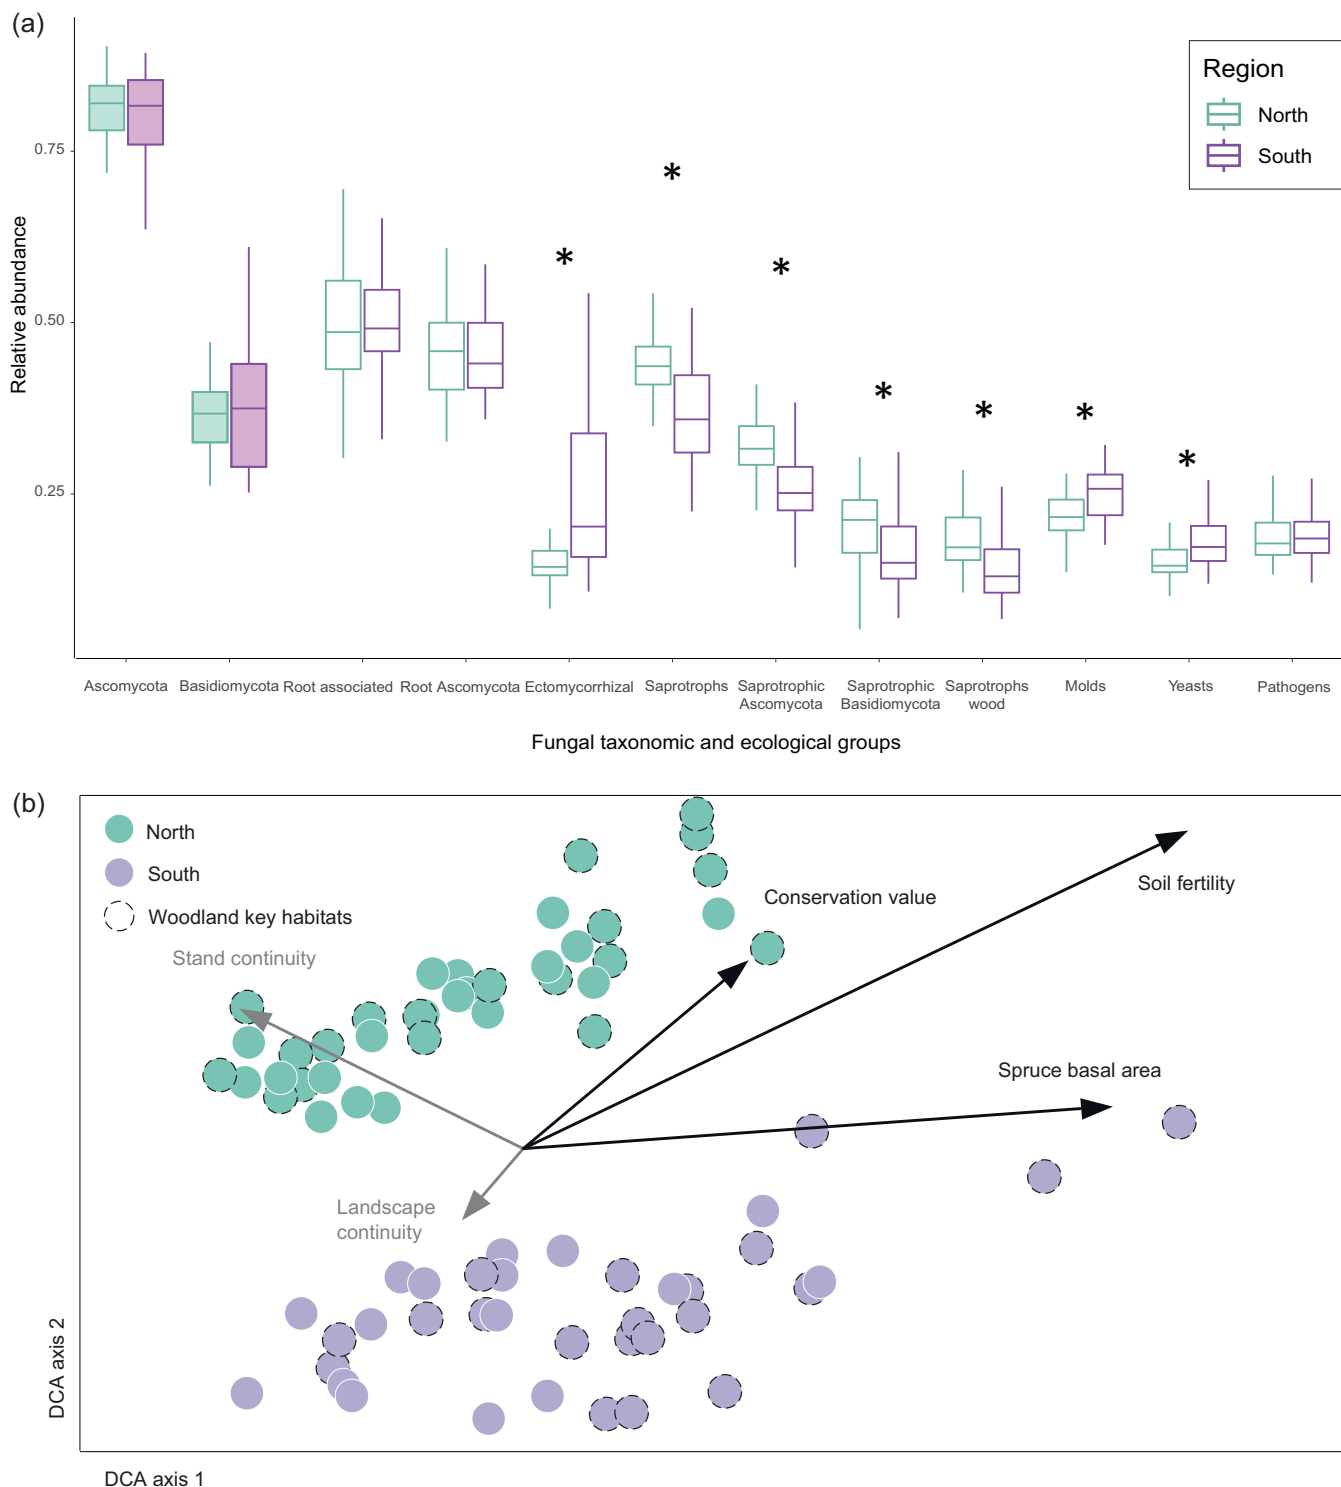 (a)
Region
North
South
0.75
0.50
0.25
Relative abundance
*
*
*
*
*
*
*
Ascomycota
Basidiomycota
Root associated
Root Ascomycota
Ectomycorrhizal
Saprotrophs
Saprotrophic
Ascomycota
Saprotrophic
Basidiomycota
Saprotrophs
wood
Molds
Yeasts
Pathogens
Fungal taxonomic and ecological groups
(b)
North
South
Woodland key habitats
Stand continuity
Conservation value
Soil fertility
Spruce basal area
Landscape
continuity
DCA axis 2
DCA axis 1